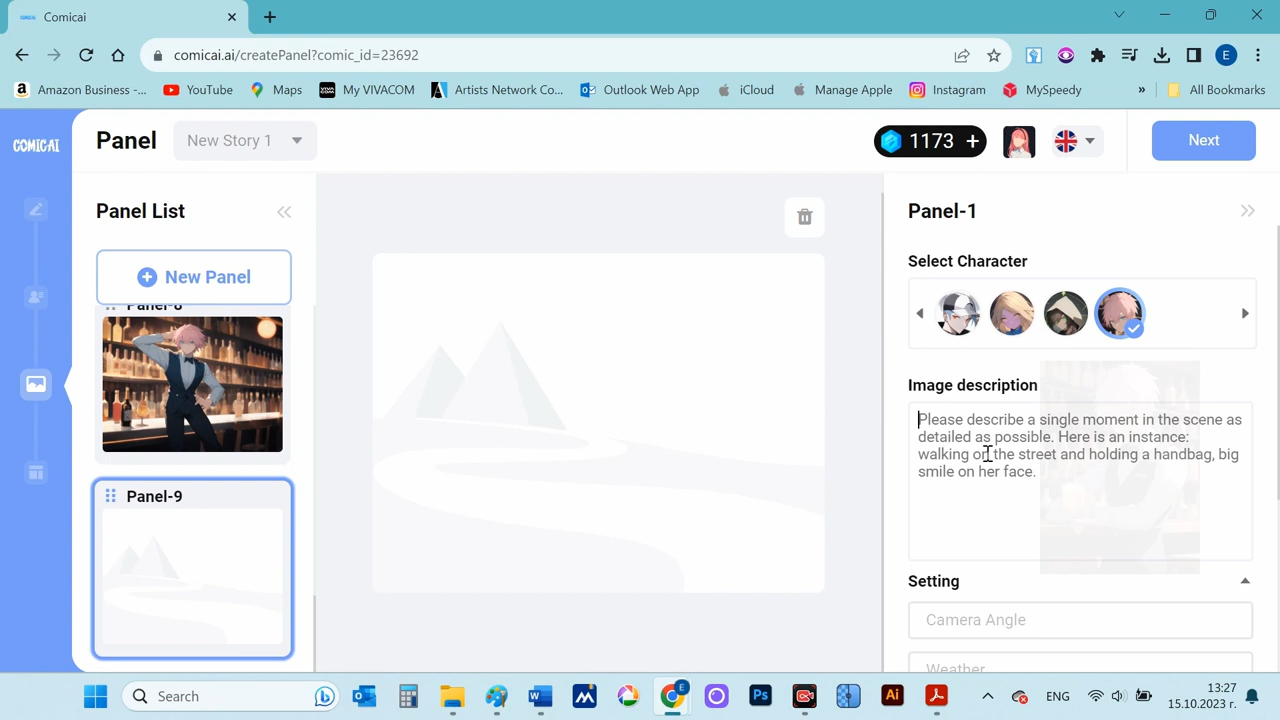 Comicai
comicai.ai/createPanel?comic_id=23692
E
Amazon Business -...
YouTube
Maps
My VIVACOM
Artists Network Co...
Outlook Web App
iCloud
Manage Apple
Instagram
MySpeedy
»
All Bookmarks
COMICAI
Panel
New Story 1
1173 +
Next
Panel List
New Panel
Panel-8
Panel-9
Panel-1
Select Character
Image description
Please describe a single moment in the scene as
detailed as possible. Here is an instance:
walking on the street and holding a handbag, big
smile on her face.
Setting
Camera Angle
Weather
Search
ЕНГ
13:27
15.10.2023 г.